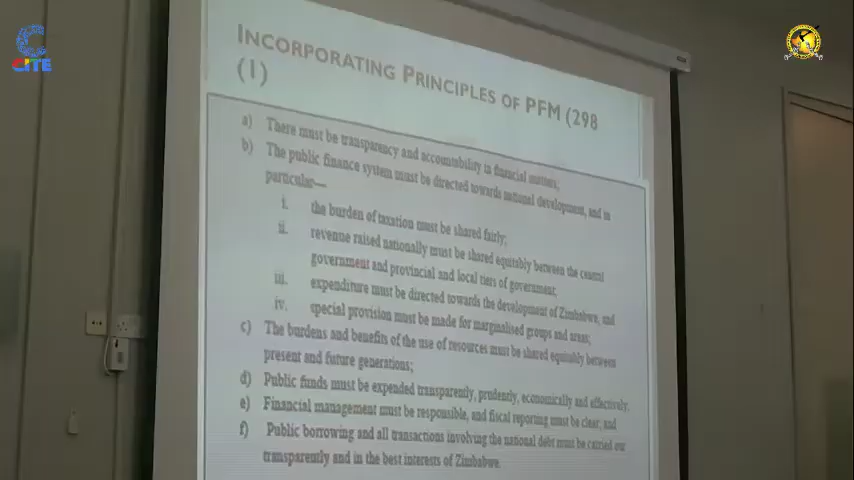 CITE
INCORPORATING PRINCIPLES OF PFM (298
(1)
a) There must be transparency and accountability in financial matters;
b) The public finance system must be directed towards national development, and in
particular—
i. the burden of taxation must be shared fairly;
ii. revenue raised nationally must be shared equitably between the central
government and provincial and local tiers of government;
iii. expenditure must be directed towards the development of Zimbabwe, and
iv. special provision must be made for marginalised groups and areas;
c) The burdens and benefits of the use of resources must be shared equitably between
present and future generations;
d) Public funds must be expended transparently, prudently, economically and effectively;
e) Financial management must be responsible, and fiscal reporting must be clear; and
f) Public borrowing and all transactions involving the national debt must be carried out
transparently and in the best interests of Zimbabwe.